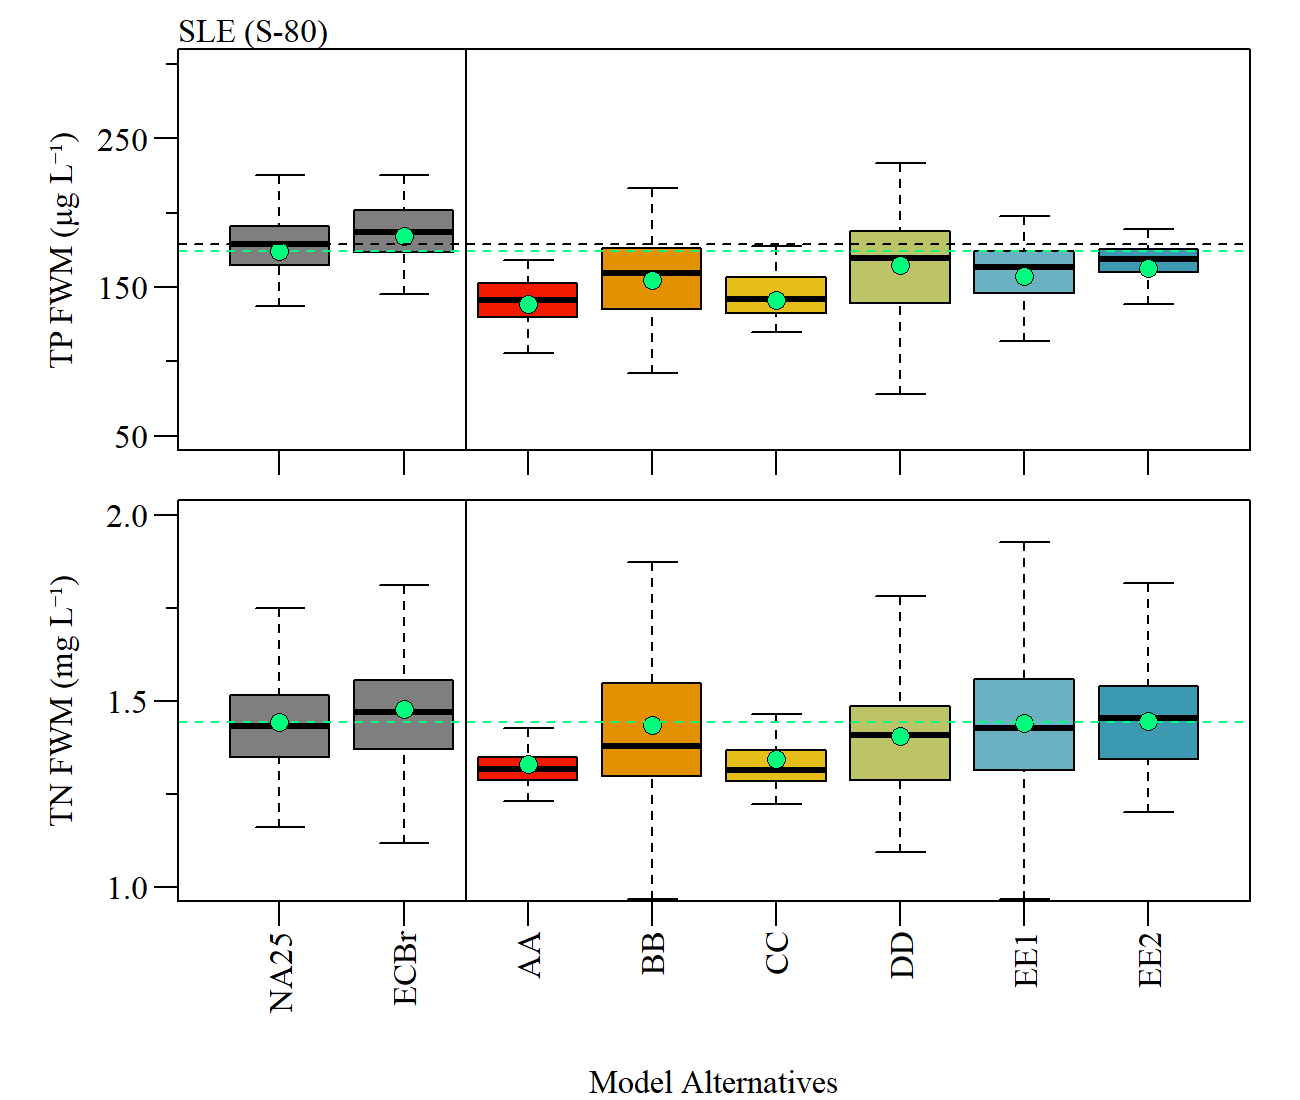 SLE (S-80)
TP FWM (µg L⁻¹)
250
150
50
TN FWM (mg L⁻¹)
2.0
1.5
1.0
NA25
ECBr
AA
BB
CC
DD
EE1
EE2
Model Alternatives